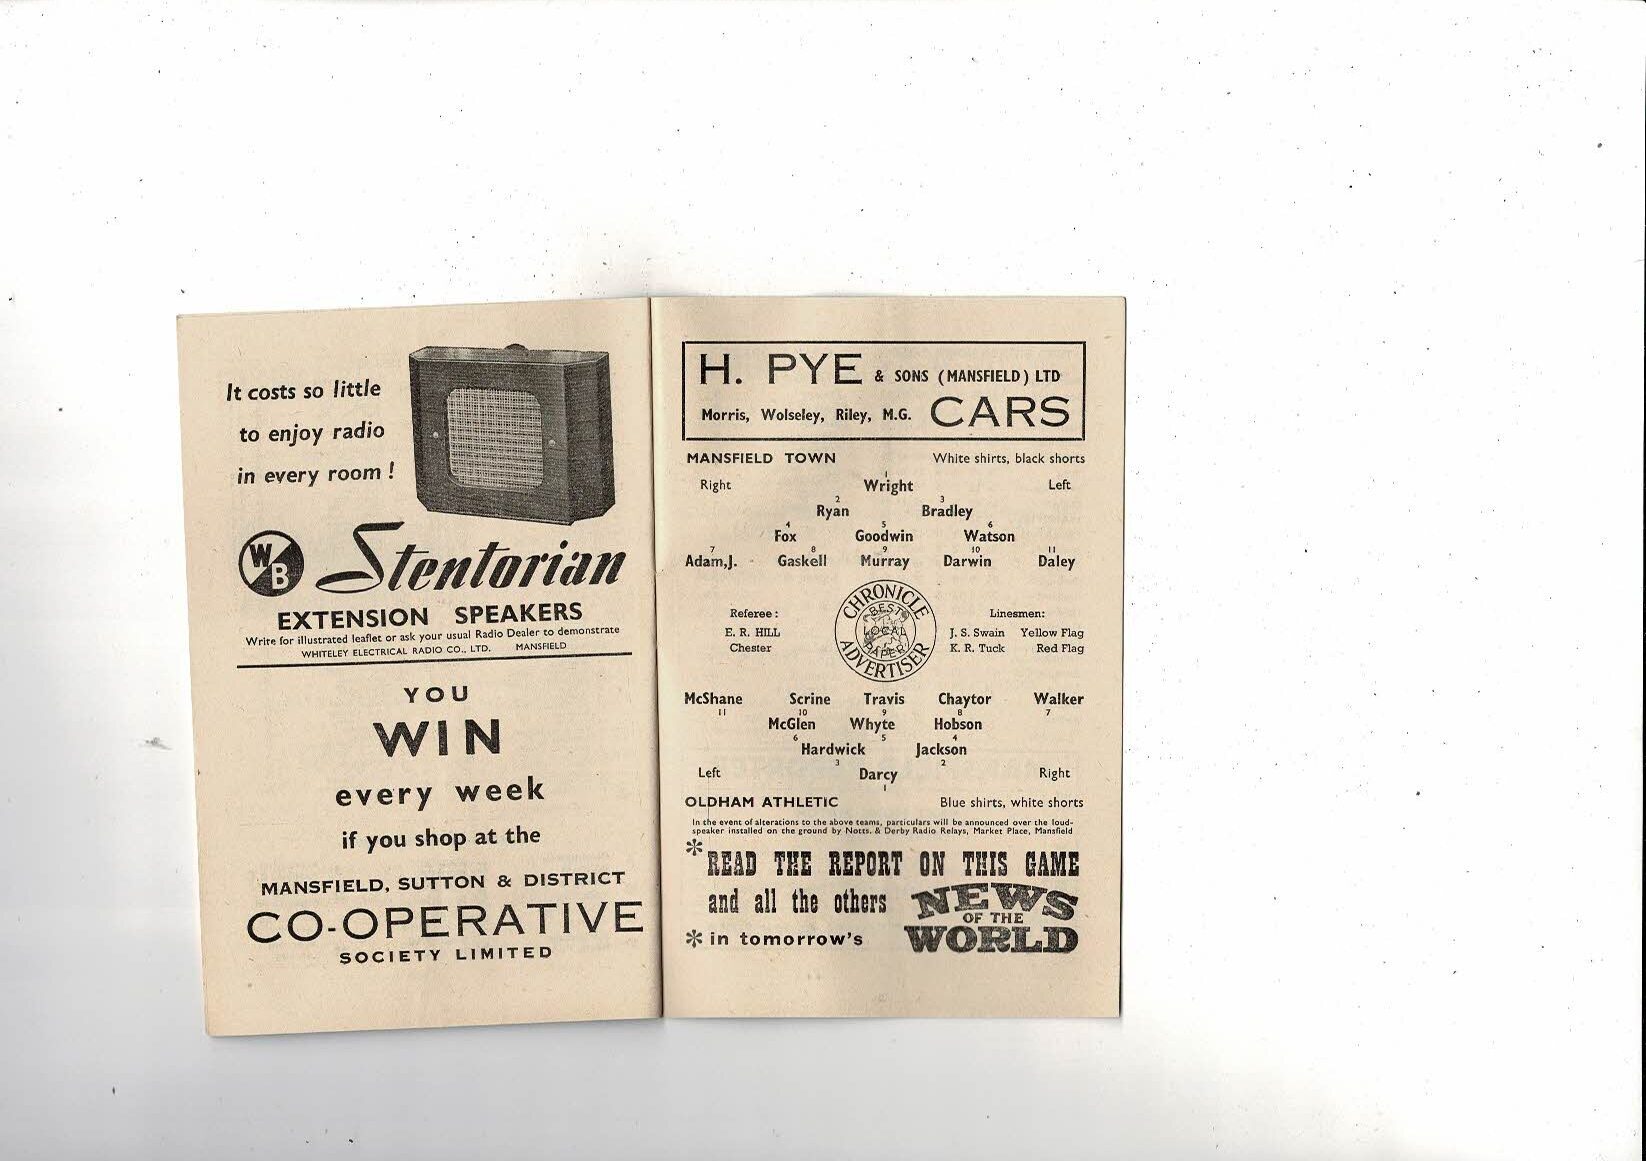 It costs so little
to enjoy radio
in every room !
WB Stentorian
EXTENSION SPEAKERS
Write for illustrated leaflet or ask your usual Radio Dealer to demonstrate
WHITELEY ELECTRICAL RADIO CO., LTD. MANSFIELD
YOU
WIN
every week
if you shop at the
MANSFIELD, SUTTON & DISTRICT
CO-OPERATIVE
SOCIETY LIMITED
H. PYE & SONS (MANSFIELD) LTD
Morris, Wolseley, Riley, M.G. CARS
MANSFIELD TOWN White shirts, black shorts
1
Right Wright Left
2 3
Ryan Bradley
4 5 6
Fox Goodwin Watson
7 8 9 10 11
Adam,J. Gaskell Murray Darwin Daley
Referee :
E. R. HILL
Chester
CHRONICLE
BEST
LOCAL
PAPER
ADVERTISER
Linesmen:
J. S. Swain Yellow Flag
K. R. Tuck Red Flag
McShane Scrine Travis Chaytor Walker
11 10 9 8 7
McGlen Whyte Hobson
6 5 4
Hardwick Jackson
3 2
Left Darcy Right
1
OLDHAM ATHLETIC Blue shirts, white shorts
In the event of alterations to the above teams, particulars will be announced over the loud-
speaker installed on the ground by Notts. & Derby Radio Relays, Market Place, Mansfield
* READ THE REPORT ON THIS GAME
and all the others NEWS
OF THE
* in tomorrow's WORLD